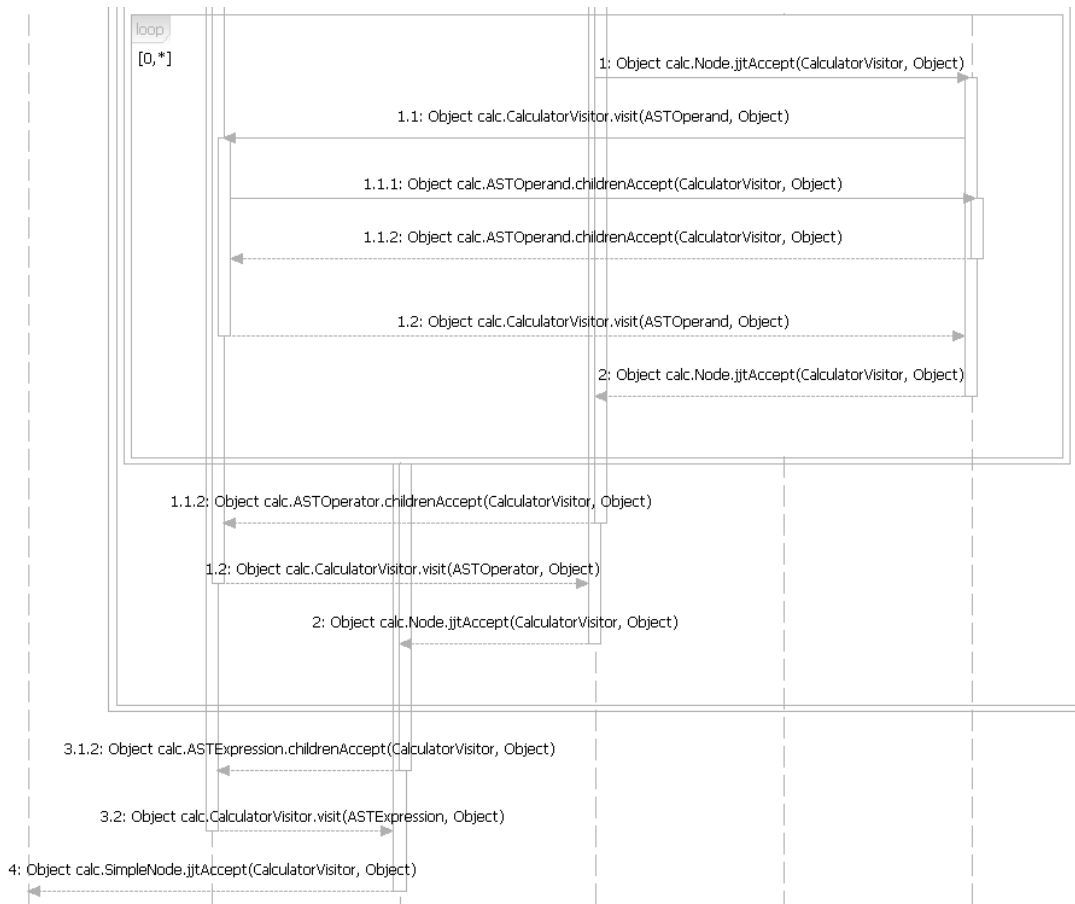 loop
[0,*]
1: Object calc.Node.jjtAccept(CalculatorVisitor, Object)
1.1: Object calc.CalculatorVisitor.visit(ASTOperand, Object)
1.1.1: Object calc.ASTOperand.childrenAccept(CalculatorVisitor, Object)
1.1.2: Object calc.ASTOperand.childrenAccept(CalculatorVisitor, Object)
1.2: Object calc.CalculatorVisitor.visit(ASTOperand, Object)
2: Object calc.Node.jjtAccept(CalculatorVisitor, Object)
1.1.2: Object calc.ASTOperator.childrenAccept(CalculatorVisitor, Object)
1.2: Object calc.CalculatorVisitor.visit(ASTOperator, Object)
2: Object calc.Node.jjtAccept(CalculatorVisitor, Object)
3.1.2: Object calc.ASTExpression.childrenAccept(CalculatorVisitor, Object)
3.2: Object calc.CalculatorVisitor.visit(ASTExpression, Object)
4: Object calc.SimpleNode.jjtAccept(CalculatorVisitor, Object)